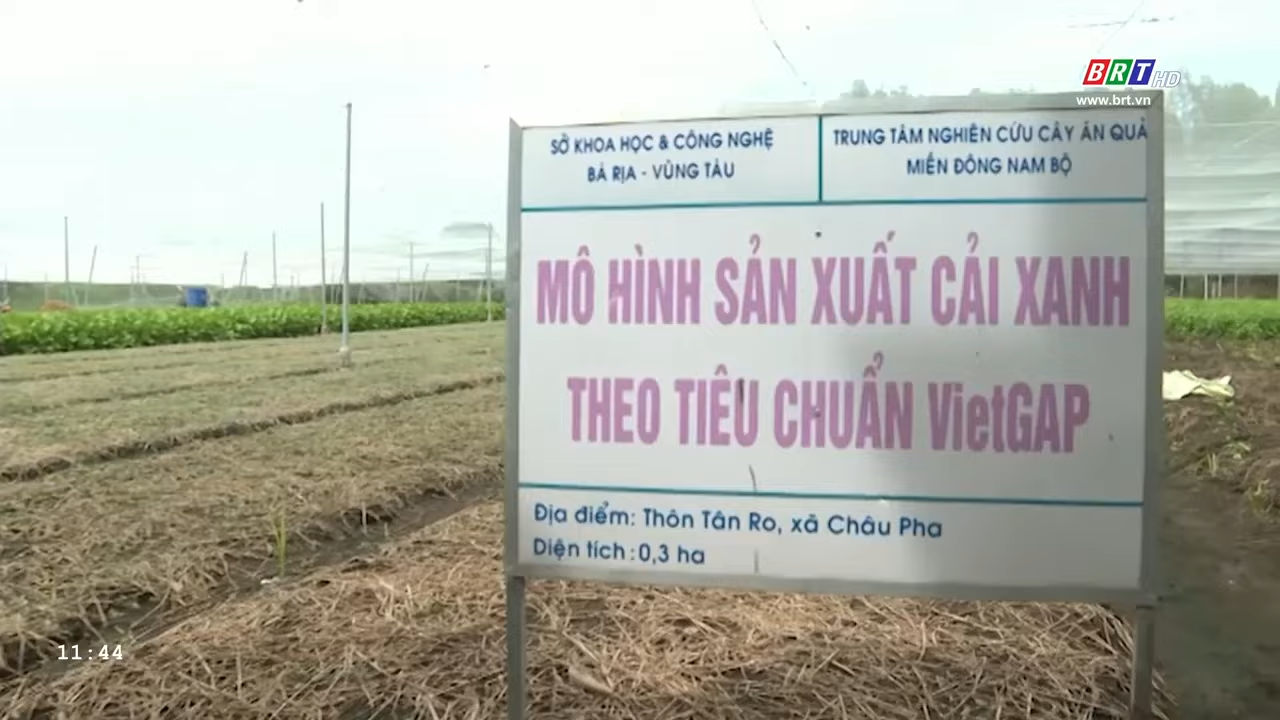 BRT HD
www.brt.vn
SỞ KHOA HỌC & CÔNG NGHỆ
BÀ RỊA - VŨNG TÀU
TRUNG TÂM NGHIÊN CỨU CÂY ĂN QUẢ
MIỀN ĐÔNG NAM BỘ
MÔ HÌNH SẢN XUẤT CẢI XANH
THEO TIÊU CHUẨN VietGAP
Địa điểm: Thôn Tân Ro, xã Châu Pha
Diện tích : 0,3 ha
11:44